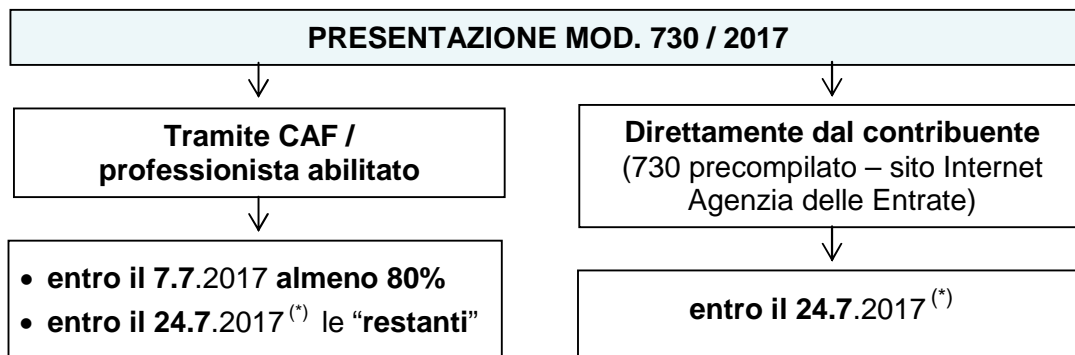 PRESENTAZIONE MOD. 730 / 2017
Tramite CAF /
professionista abilitato
Direttamente dal contribuente
(730 precompilato – sito Internet
Agenzia delle Entrate)
• entro il 7.7.2017 almeno 80%
• entro il 24.7.2017 (*) le “restanti”
entro il 24.7.2017 (*)